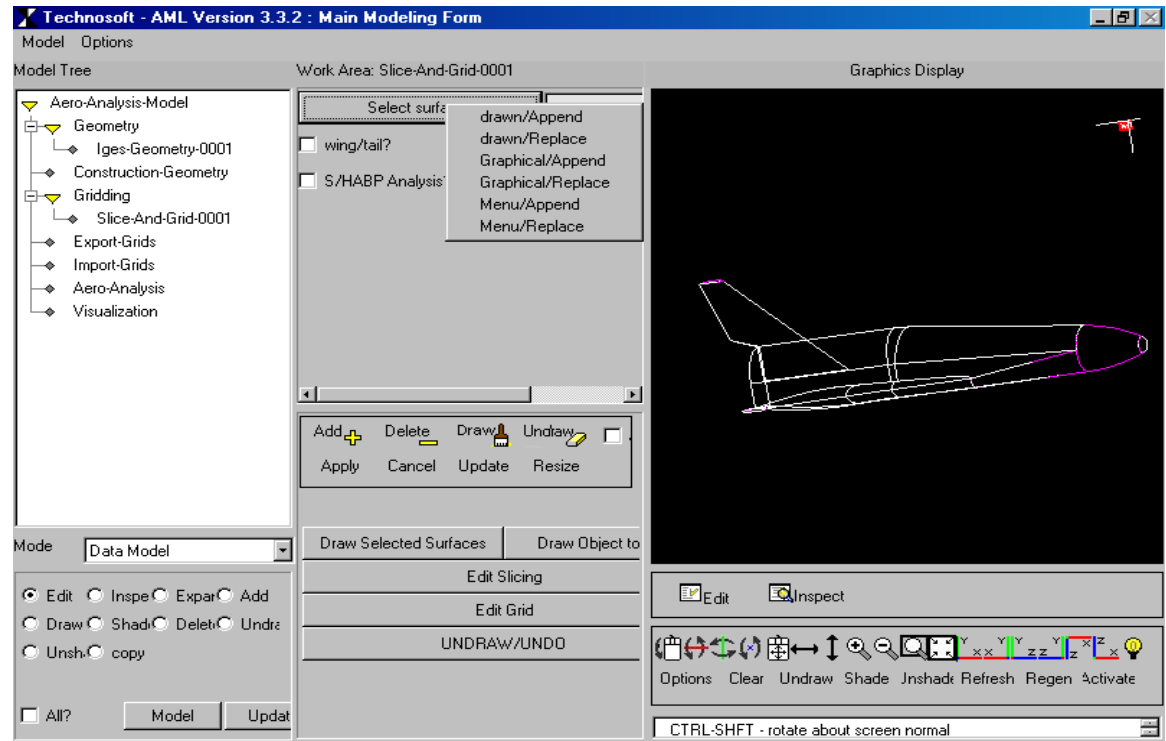 Technosoft - AML Version 3.3.2 : Main Modeling Form
Model Options
Model Tree
Work Area: Slice-And-Grid-0001
Graphics Display
Aero-Analysis-Model
Geometry
Iges-Geometry-0001
Construction-Geometry
Gridding
Slice-And-Grid-0001
Export-Grids
Import-Grids
Aero-Analysis
Visualization
Select surfa
wing/tail?
S/HABP Analysis
drawn/Append
drawn/Replace
Graphical/Append
Graphical/Replace
Menu/Append
Menu/Replace
Add Delete Draw Undraw
Apply Cancel Update Resize
Draw Selected Surfaces Draw Object to
Edit Slicing
Edit Grid
UNDRAW/UNDO
Mode Data Model
Edit Inspe Expar Add
Draw Shad Delet Undra
Unsh copy
All? Model Updat
Edit Inspect
Y x x Y Y z z Y z x z x
Options Clear Undraw Shade Jnshade Refresh Regen Activate
CTRL-SHFT - rotate about screen normal